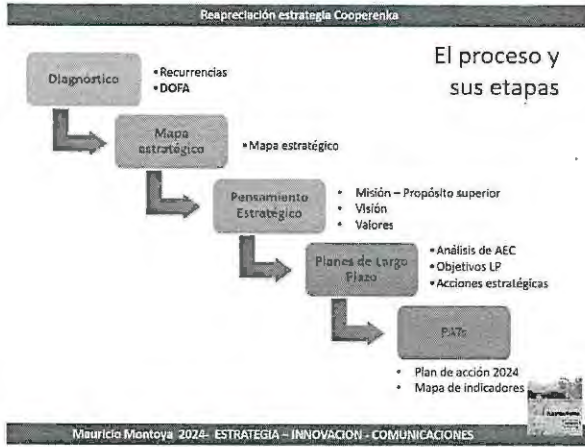 Reapreciación estrategia Cooperenka
El proceso y
sus etapas
Diagnóstico
• Recurrencias
• DOFA
Mapa
estratégico
• Mapa estratégico
Pensamiento
Estratégico
• Misión – Propósito superior
• Visión
• Valores
Planes de Largo
Plazo
• Análisis de AEC
• Objetivos LP
• Acciones estratégicas
PATs
• Plan de acción 2024
• Mapa de indicadores
Mauricio Montoya 2024- ESTRATEGIA – INNOVACION - COMUNICACIONES